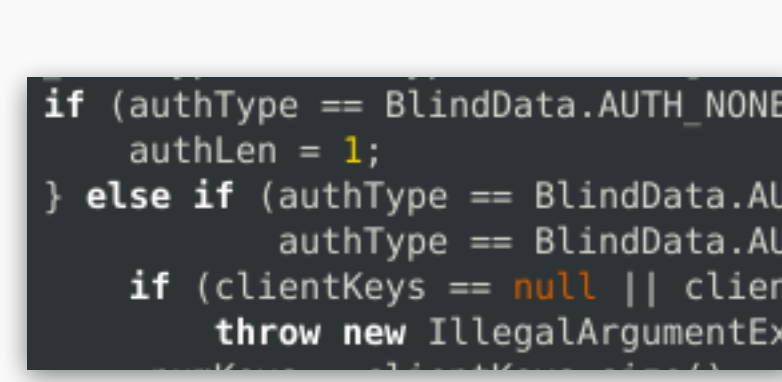 if (authType == BlindData.AUTH_NONE
authLen = 1;
} else if (authType == BlindData.AU
authType == BlindData.AU
if (clientKeys == null || clien
throw new IllegalArgumentEx